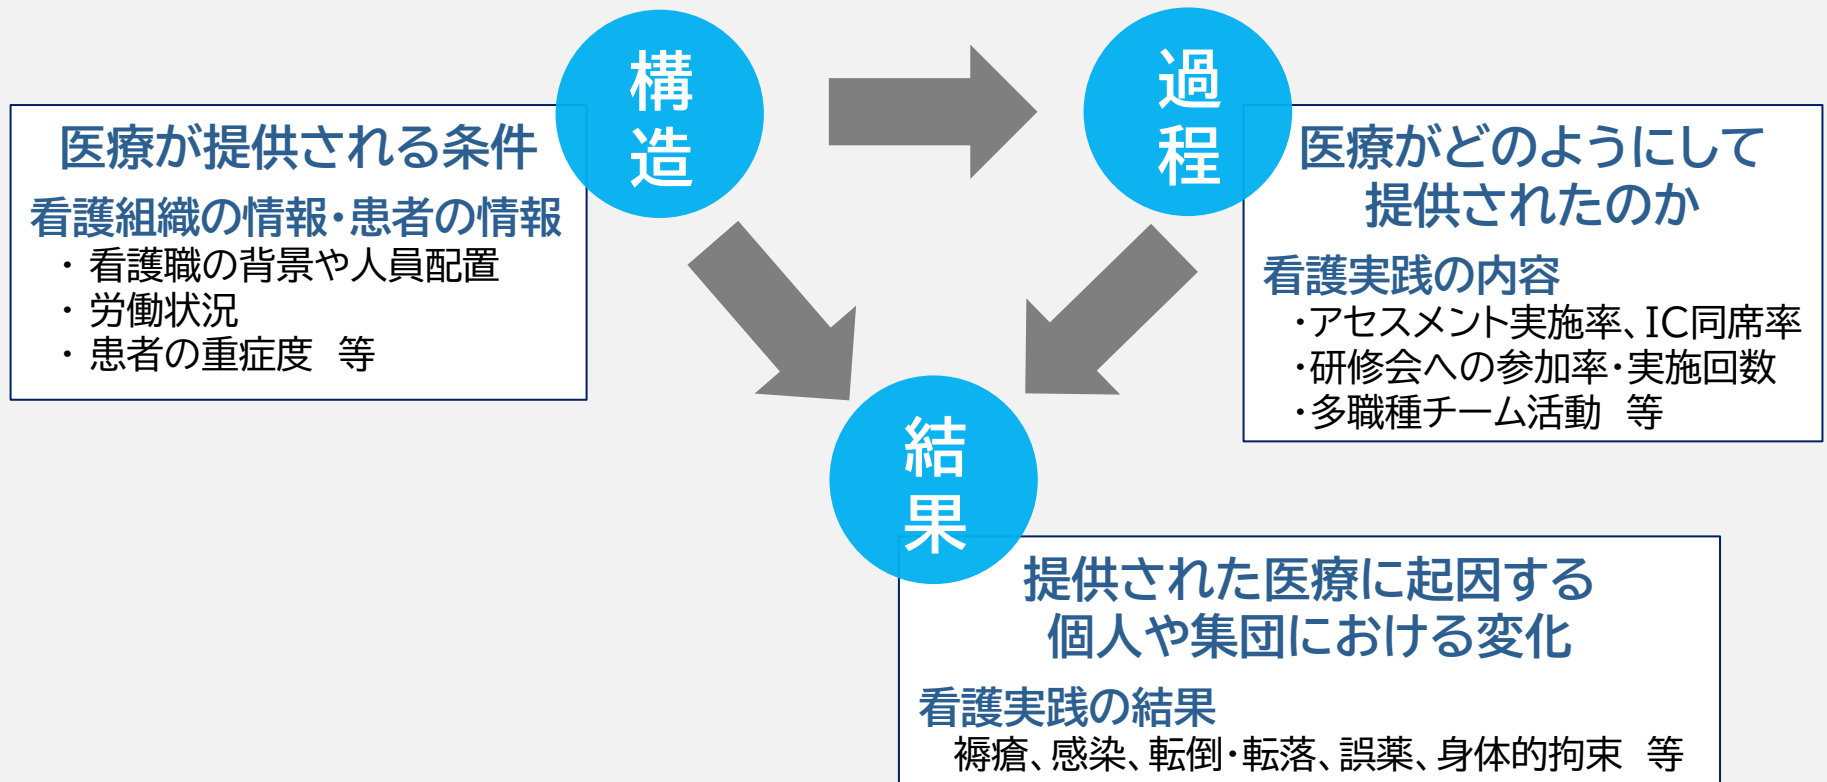 構造
医療が提供される条件
看護組織の情報・患者の情報
・ 看護職の背景や人員配置
・ 労働状況
・ 患者の重症度　等
過程
医療がどのようにして
提供されたのか
看護実践の内容
・アセスメント実施率、IC同席率
・研修会への参加率・実施回数
・多職種チーム活動　等
結果
提供された医療に起因する
個人や集団における変化
看護実践の結果
褥瘡、感染、転倒・転落、誤薬、身体的拘束　等